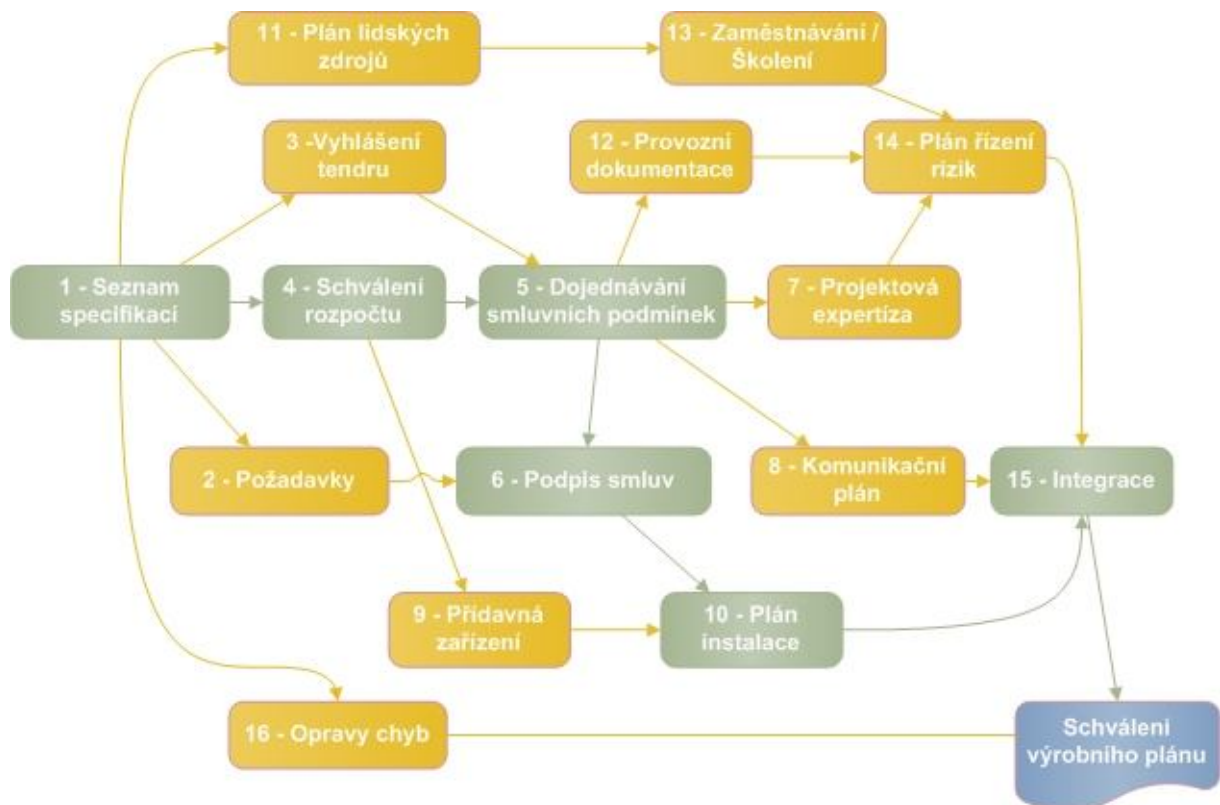 11 - Plán lidských
zdrojů
13 - Zaměstnávání /
Školení
3 -Vyhlášení
tendru
12 - Provozní
dokumentace
14 - Plán řízení
rizik
1 - Seznam
specifikací
4 - Schválení
rozpočtu
5 - Dojednávání
smluvních podmínek
7 - Projektová
expertíza
2 - Požadavky
6 - Podpis smluv
8 - Komunikační
plán
15 - Integrace
9 - Přídavná
zařízení
10 - Plán
instalace
16 - Opravy chyb
Schválení
výrobního plánu